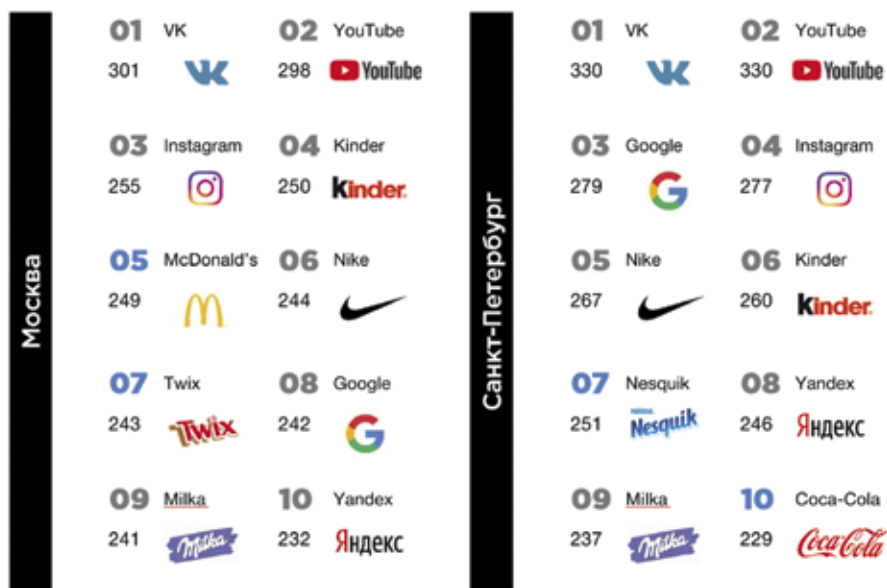 Москва
01 VK
301 VK
02 YouTube
298 YouTube
03 Instagram
255
04 Kinder
250 kinder
05 McDonald's
249
06 Nike
244
07 Twix
243 Twix
08 Google
242 G
09 Milka
241 Milka
10 Yandex
232 Яндекс
Санкт-Петербург
01 VK
330 VK
02 YouTube
330 YouTube
03 Google
279 G
04 Instagram
277
05 Nike
267
06 Kinder
260 kinder
07 Nesquik
251 Nesquik
08 Yandex
246 Яндекс
09 Milka
237 Milka
10 Coca-Cola
229 Coca-Cola